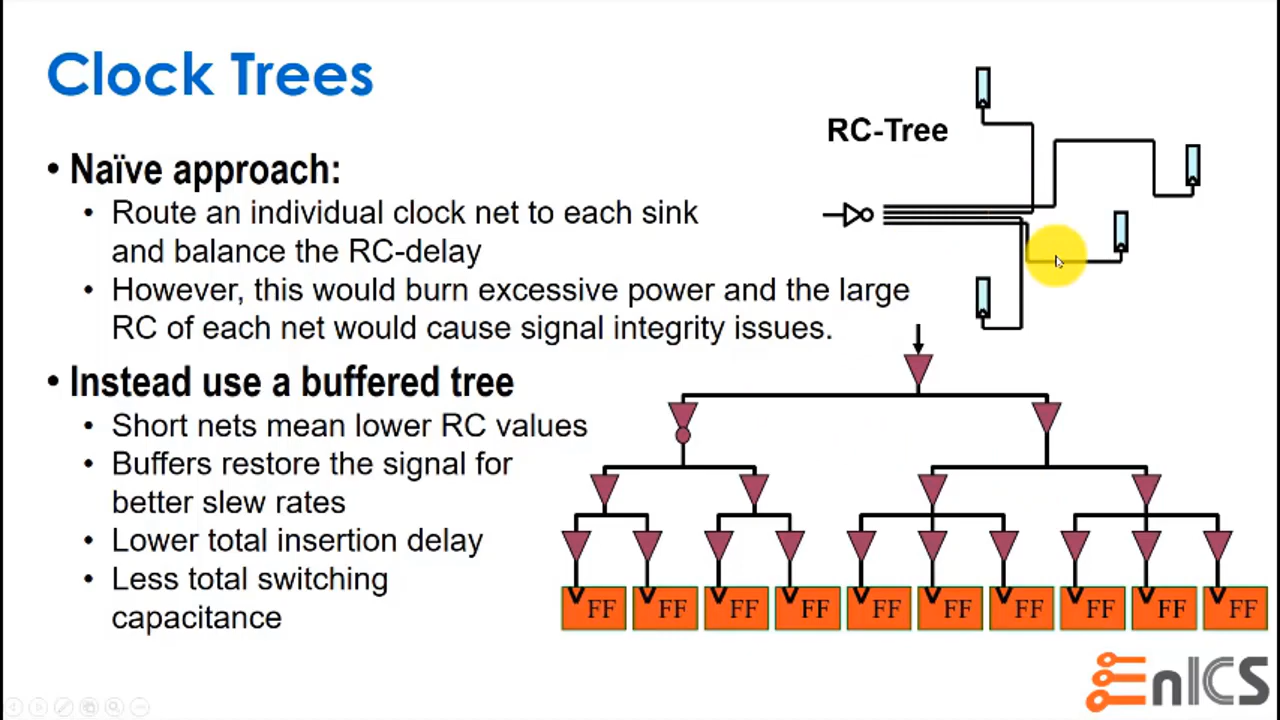 Clock Trees
• Naïve approach:
• Route an individual clock net to each sink
and balance the RC-delay
• However, this would burn excessive power and the large
RC of each net would cause signal integrity issues.
RC-Tree
• Instead use a buffered tree
• Short nets mean lower RC values
• Buffers restore the signal for
better slew rates
• Lower total insertion delay
• Less total switching
capacitance
FF FF FF FF FF FF FF FF FF FF
EnICS